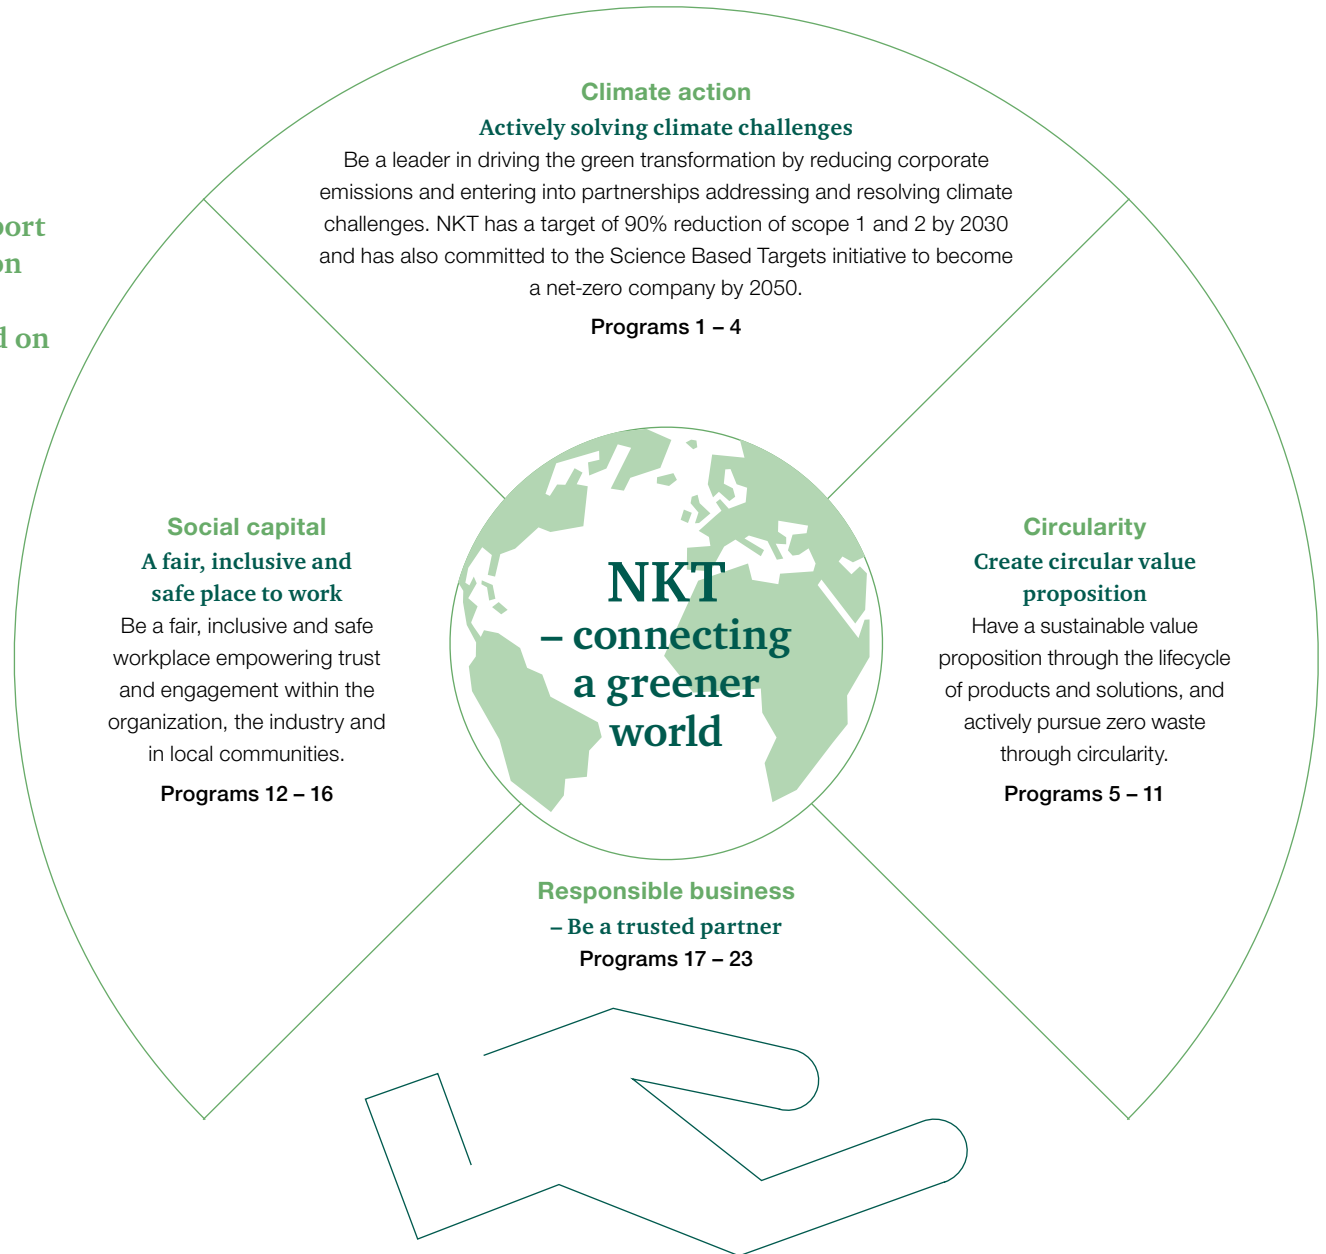 Climate action
Actively solving climate challenges
Be a leader in driving the green transformation by reducing corporate
emissions and entering into partnerships addressing and resolving climate
challenges. NKT has a target of 90% reduction of scope 1 and 2 by 2030
and has also committed to the Science Based Targets initiative to become
a net-zero company by 2050.
Programs 1 – 4
on
Social capital
A fair, inclusive and
safe place to work
Be a fair, inclusive and safe
workplace empowering trust
and engagement within the
organization, the industry and
in local communities.
Programs 12 – 16
NKT
– connecting
a greener
world
Circularity
Create circular value
proposition
Have a sustainable value
proposition through the lifecycle
of products and solutions, and
actively pursue zero waste
through circularity.
Programs 5 – 11
Responsible business
– Be a trusted partner
Programs 17 – 23